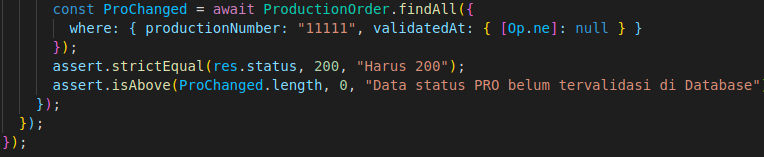 const ProChanged = await ProductionOrder.findAll({
where: { productionNumber: "11111", validatedAt: { [Op.ne]: null } }
});
assert.strictEqual(res.status, 200, "Harus 200");
assert.isAbove(ProChanged.length, 0, "Data status PRO belum tervalidasi di Database")
});
});
});